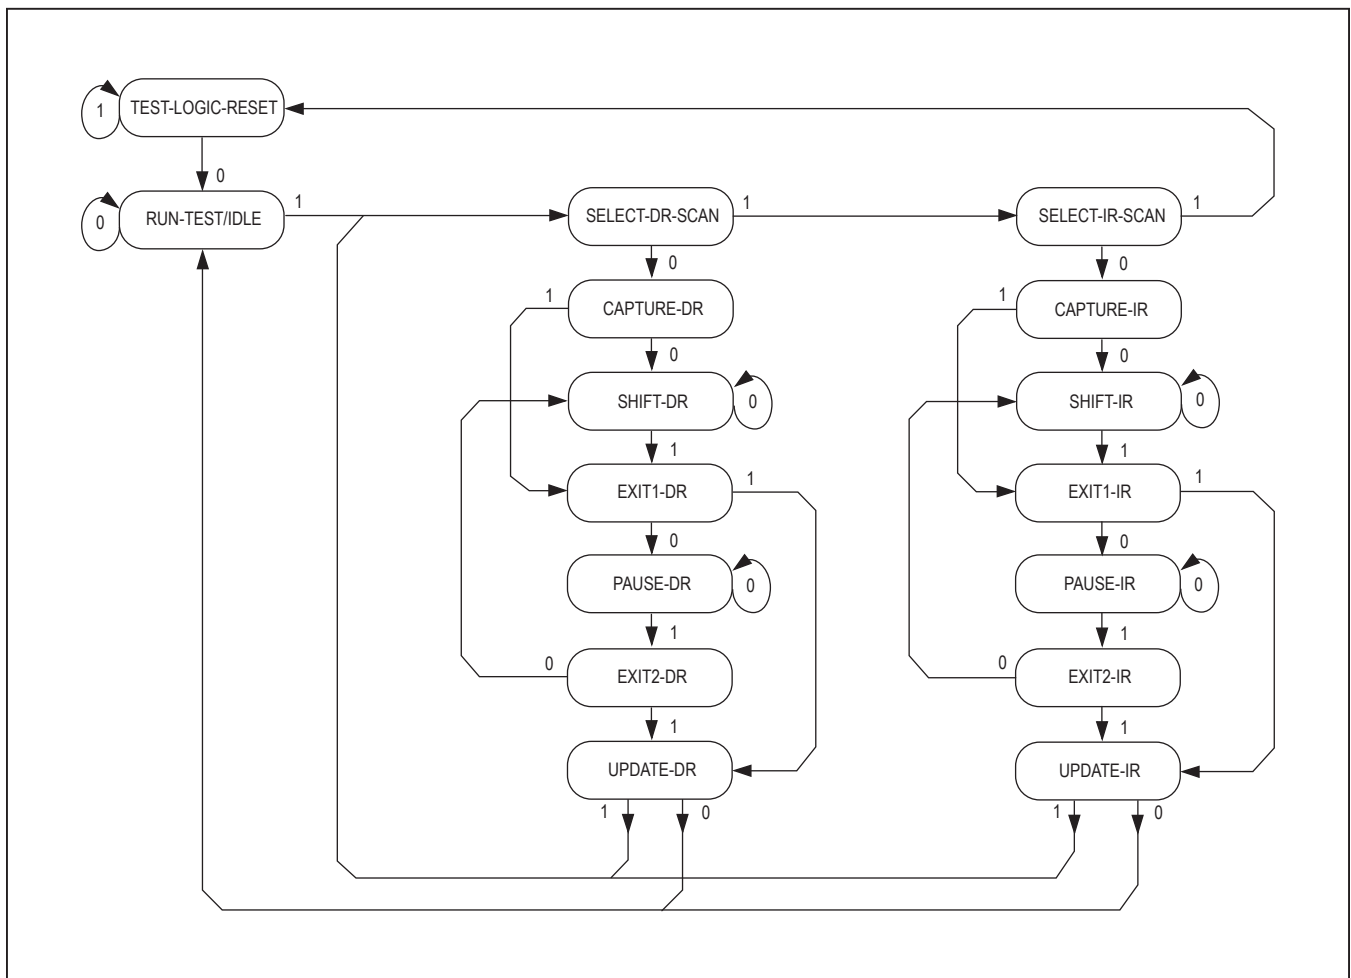 1
TEST-LOGIC-RESET
0
0
RUN-TEST/IDLE
1
SELECT-DR-SCAN
1
SELECT-IR-SCAN
1
0
0
1
CAPTURE-DR
1
CAPTURE-IR
0
0
SHIFT-DR
0
SHIFT-IR
0
1
1
EXIT1-DR
1
EXIT1-IR
1
0
0
PAUSE-DR
0
PAUSE-IR
0
1
1
0
EXIT2-DR
0
EXIT2-IR
1
1
UPDATE-DR
UPDATE-IR
1
0
1
0